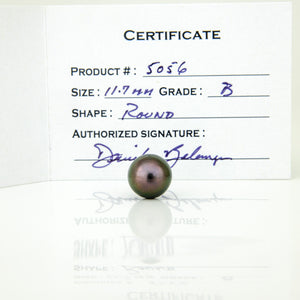 CERTIFICATE
PRODUCT #: 5056
SIZE: 11.7mm GRADE: B
SHAPE: ROUND
AUTHORIZED SIGNATURE: